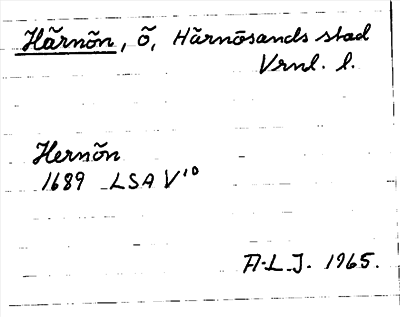 Härnön, ö, Härnösands stad
Vrnl. l.
Hernön
1689 LSA V¹⁰
A-L.J. 1965.